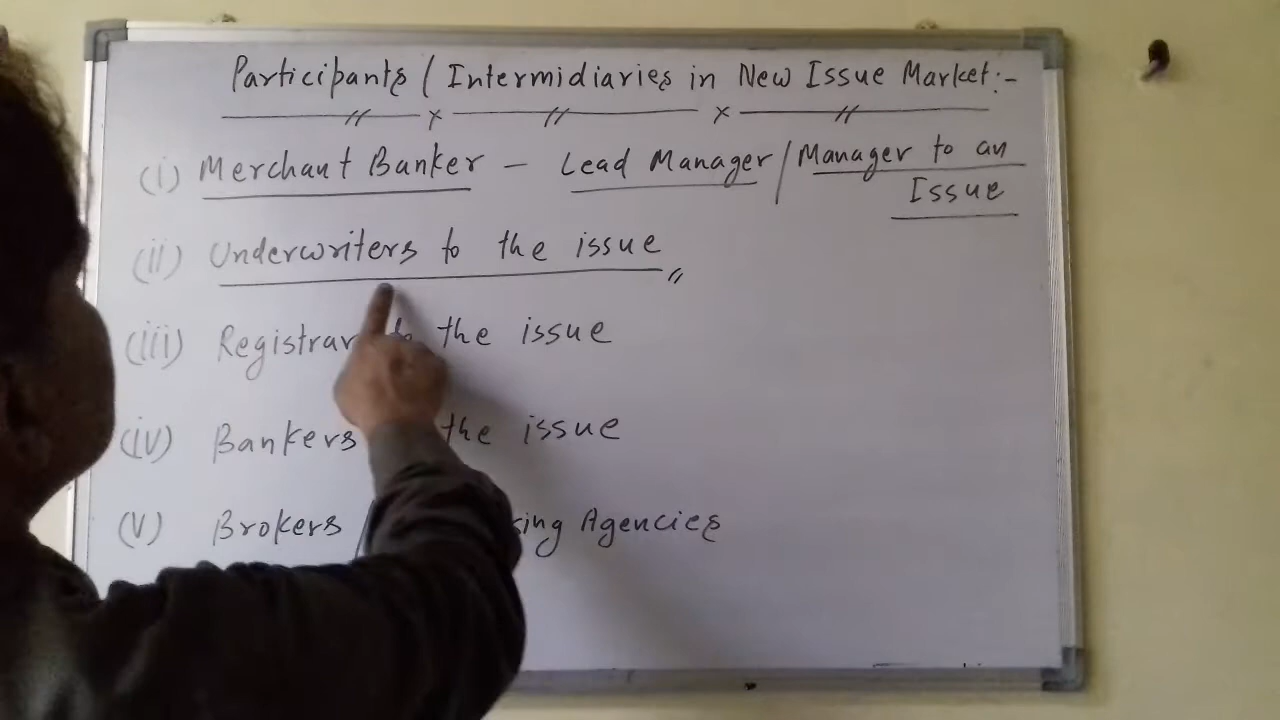 Participants / Intermidiaries in New Issue Market:-
(i) Merchant Banker - Lead Manager / Manager to an
Issue
(ii) Underwriters to the issue
(iii) Registrar to the issue
(iv) Bankers the issue
(v) Brokers / Agencies